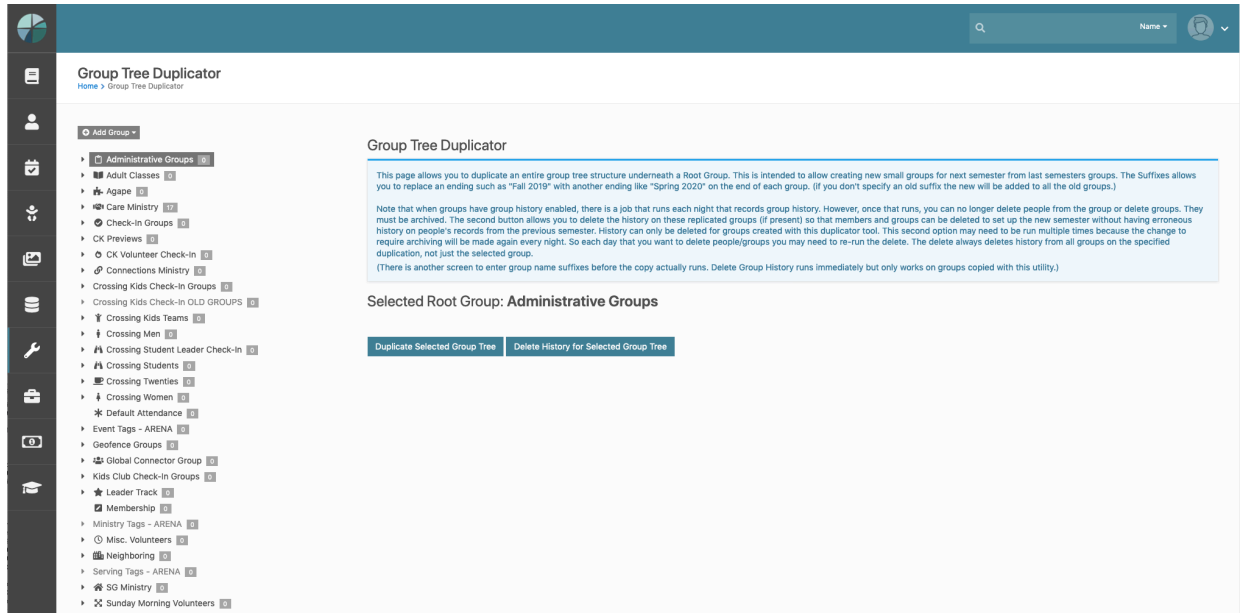 Name
Group Tree Duplicator
Home > Group Tree Duplicator
Add Group
Administrative Groups 0
Adult Classes 0
Agape 0
Care Ministry 17
Check-In Groups 0
CK Previews 0
CK Volunteer Check-In 0
Connections Ministry 0
Crossing Kids Check-In Groups 0
Crossing Kids Check-In OLD GROUPS 0
Crossing Kids Teams 0
Crossing Men 0
Crossing Student Leader Check-In 0
Crossing Students 0
Crossing Twenties 0
Crossing Women 0
Default Attendance 0
Event Tags - ARENA 0
Geofence Groups 0
Global Connector Group 0
Kids Club Check-In Groups 0
Leader Track 0
Membership 0
Ministry Tags - ARENA 0
Misc. Volunteers 0
Neighboring 0
Serving Tags - ARENA 0
SG Ministry 0
Sunday Morning Volunteers 0
Group Tree Duplicator
This page allows you to duplicate an entire group tree structure underneath a Root Group. This is intended to allow creating new small groups for next semester from last semesters groups. The Suffixes allows
you to replace an ending such as "Fall 2019" with another ending like "Spring 2020" on the end of each group. (if you don't specify an old suffix the new will be added to all the old groups.)
Note that when groups have group history enabled, there is a job that runs each night that records group history. However, once that runs, you can no longer delete people from the group or delete groups. They
must be archived. The second button allows you to delete the history on these replicated groups (if present) so that members and groups can be deleted to set up the new semester without having erroneous
history on people's records from the previous semester. History can only be deleted for groups created with this duplicator tool. This second option may need to be run multiple times because the change to
require archiving will be made again every night. So each day that you want to delete people/groups you may need to re-run the delete. The delete always deletes history from all groups on the specified
duplication, not just the selected group.
(There is another screen to enter group name suffixes before the copy actually runs. Delete Group History runs immediately but only works on groups copied with this utility.)
Selected Root Group: Administrative Groups
Duplicate Selected Group Tree
Delete History for Selected Group Tree